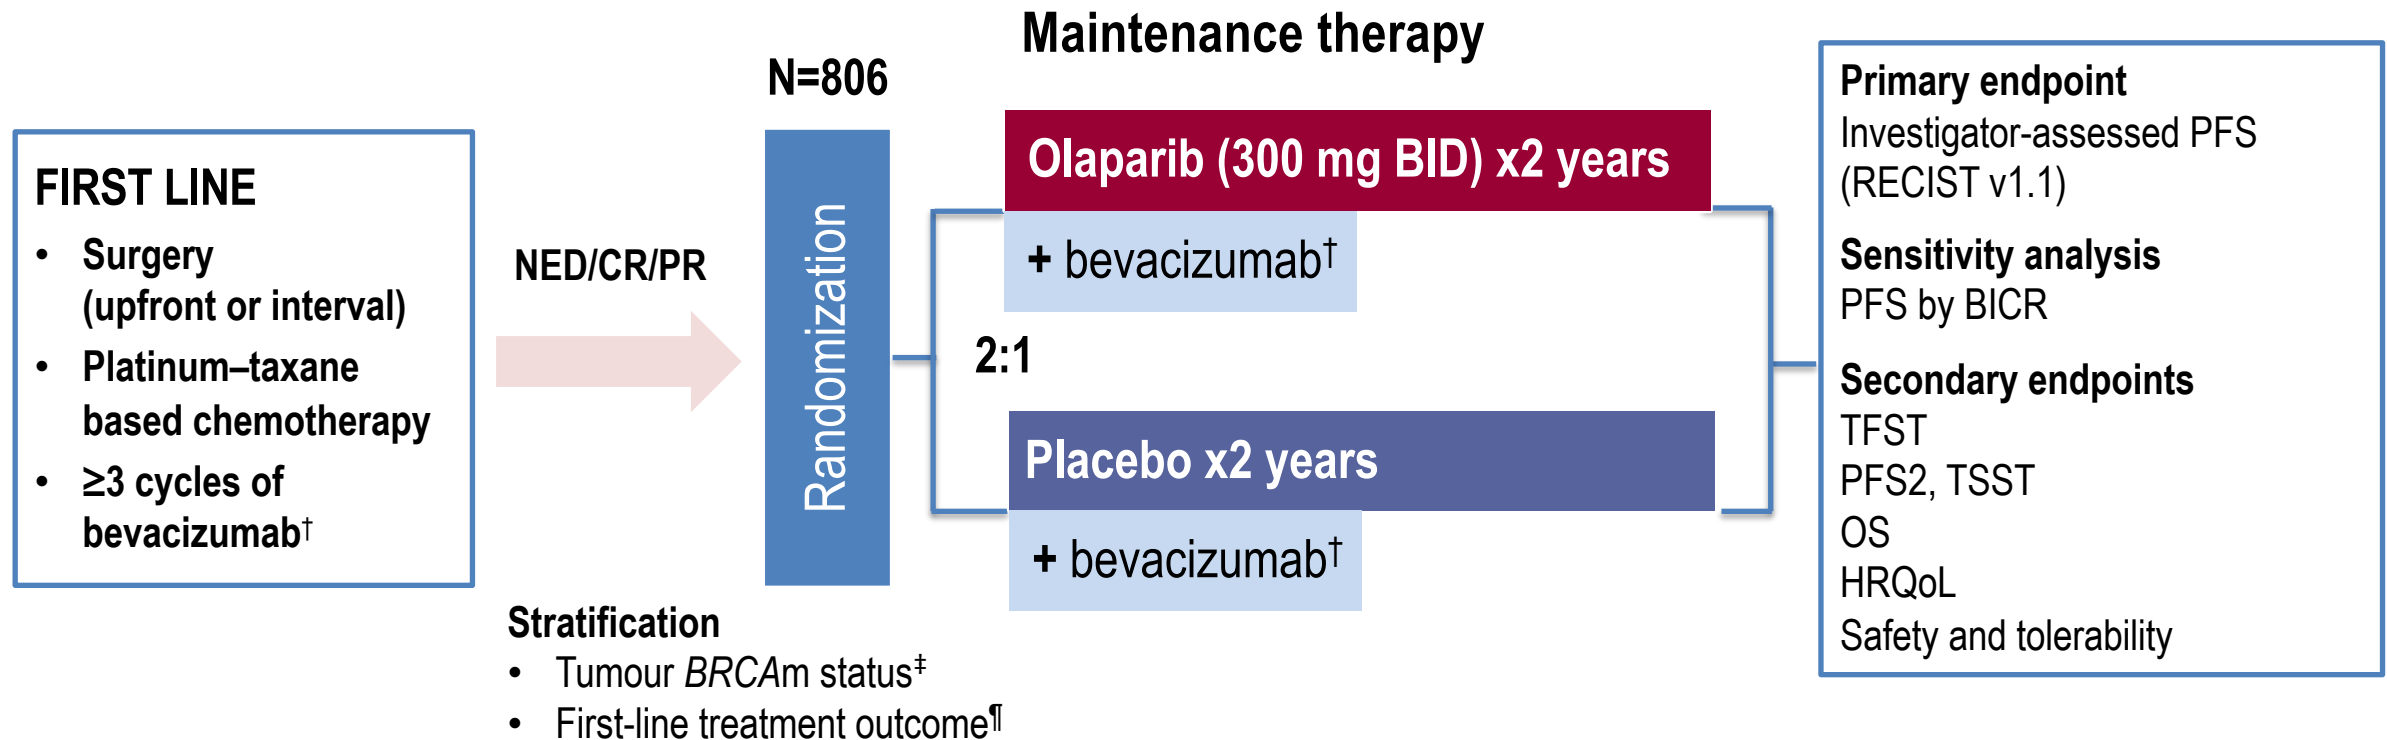 Maintenance therapy
N=806
FIRST LINE
• Surgery
(upfront or interval)
• Platinum–taxane
based chemotherapy
• ≥3 cycles of
bevacizumab†
NED/CR/PR
Randomization
Stratification
• Tumour BRCAm status‡
• First-line treatment outcome¶
Olaparib (300 mg BID) x2 years
+ bevacizumab†
2:1
Placebo x2 years
+ bevacizumab†
Primary endpoint
Investigator-assessed PFS
(RECIST v1.1)
Sensitivity analysis
PFS by BICR
Secondary endpoints
TFST
PFS2, TSST
OS
HRQoL
Safety and tolerability